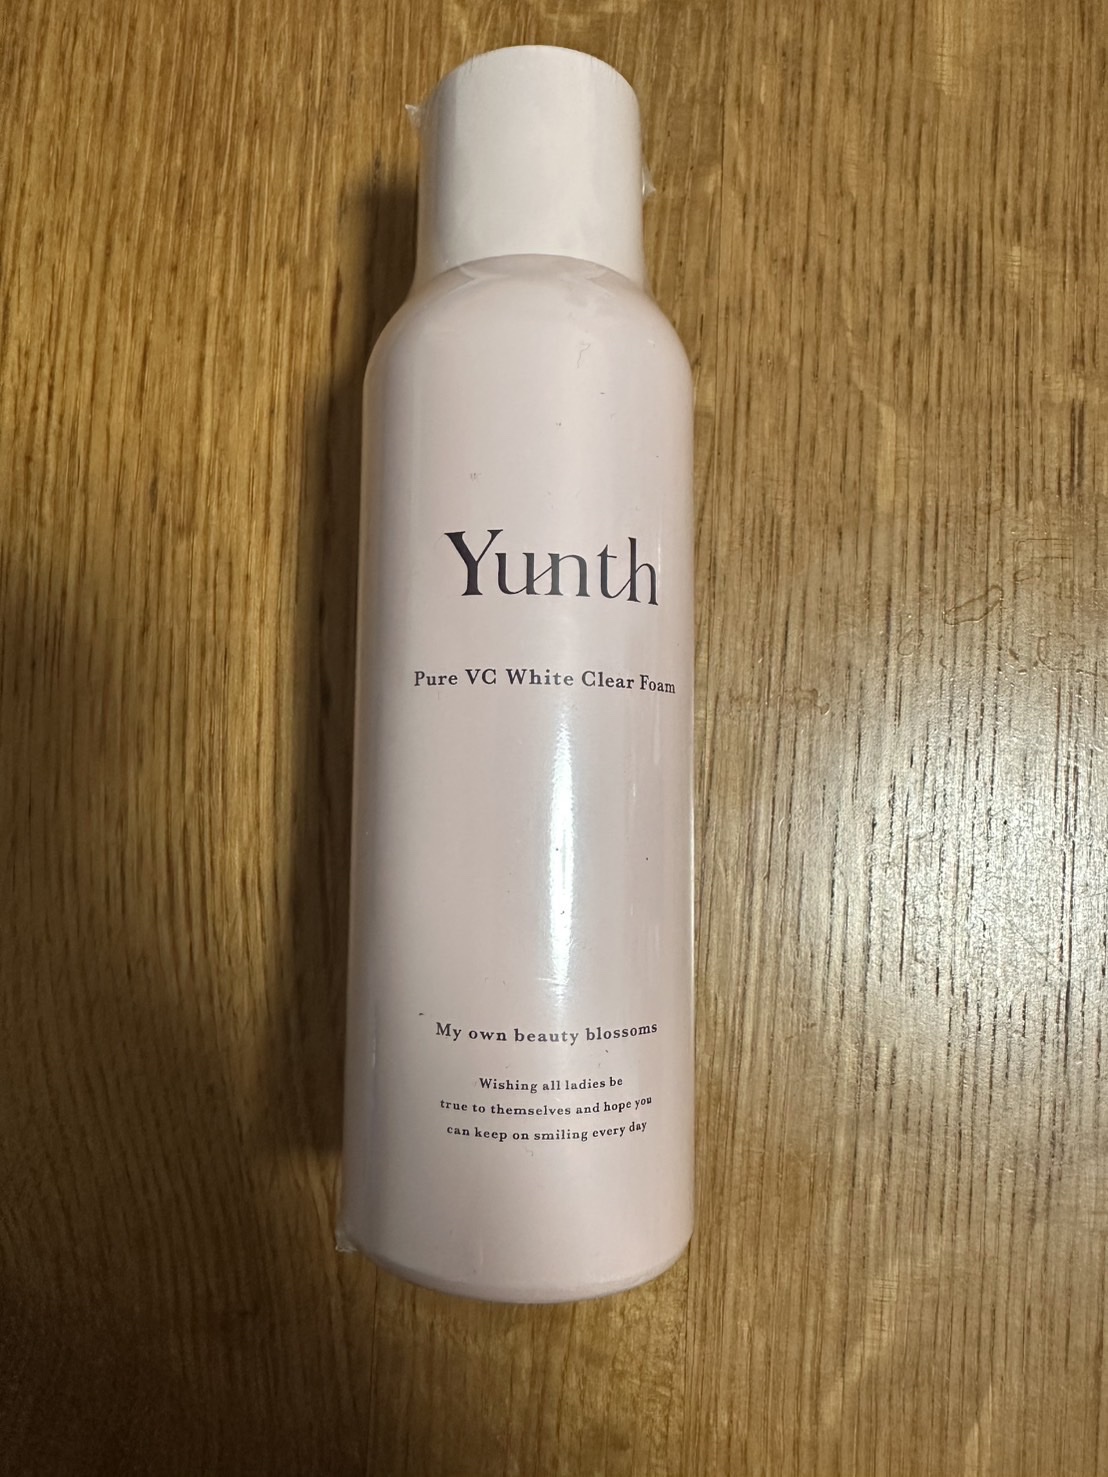 Yunth
Pure VC White Clear Foam
My own beauty blossoms
Wishing all ladies be
true to themselves and hope you
can keep on smiling every day